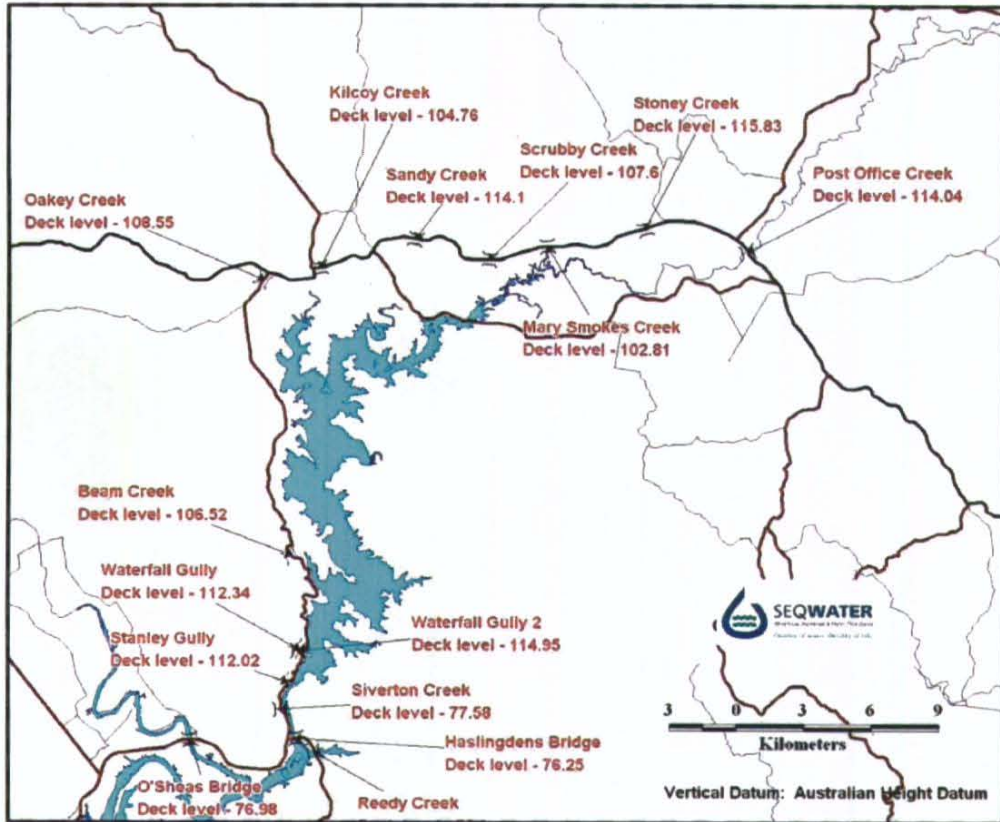 Kilcoy Creek
Deck level - 104.76
Stoney Creek
Deck level - 115.83
Scrubby Creek
Deck level - 107.6
Sandy Creek
Deck level - 114.1
Post Office Creek
Deck level - 114.04
Oakey Creek
Deck level - 108.55
Mary Smokes Creek
Deck level - 102.81
Beam Creek
Deck level - 106.52
Waterfall Gully
Deck level - 112.34
Waterfall Gully 2
Deck level - 114.95
Stanley Gully
Deck level - 112.02
Siverton Creek
Deck level - 77.58
Haslingdens Bridge
Deck level - 76.25
O'Sheas Bridge
Deck level - 76.98
Reedy Creek
SEQWATER
3 0 3 6 9
Kilometers
Vertical Datum: Australian Height Datum